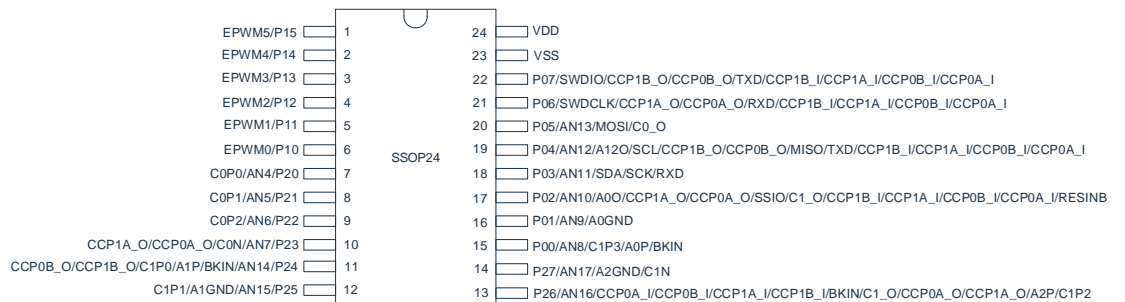 EPWM5/P15 1 24 VDD
EPWM4/P14 2 23 VSS
EPWM3/P13 3 22 P07/SWDIO/CCP1B_O/CCP0B_O/TXD/CCP1B_I/CCP1A_I/CCP0B_I/CCP0A_I
EPWM2/P12 4 21 P06/SWDCLK/CCP1A_O/CCP0A_O/RXD/CCP1B_I/CCP1A_I/CCP0B_I/CCP0A_I
EPWM1/P11 5 20 P05/AN13/MOSI/C0_O
EPWM0/P10 6 19 P04/AN12/A12O/SCL/CCP1B_O/CCP0B_O/MISO/TXD/CCP1B_I/CCP1A_I/CCP0B_I/CCP0A_I
SSOP24
C0P0/AN4/P20 7 18 P03/AN11/SDA/SCK/RXD
C0P1/AN5/P21 8 17 P02/AN10/A0O/CCP1A_O/CCP0A_O/SSIO/C1_O/CCP1B_I/CCP1A_I/CCP0B_I/CCP0A_I/RESINB
C0P2/AN6/P22 9 16 P01/AN9/A0GND
CCP1A_O/CCP0A_O/C0N/AN7/P23 10 15 P00/AN8/C1P3/A0P/BKIN
CCP0B_O/CCP1B_O/C1P0/A1P/BKIN/AN14/P24 11 14 P27/AN17/A2GND/C1N
C1P1/A1GND/AN15/P25 12 13 P26/AN16/CCP0A_I/CCP0B_I/CCP1A_I/CCP1B_I/BKIN/C1_O/CCP0A_O/CCP1A_O/A2P/C1P2